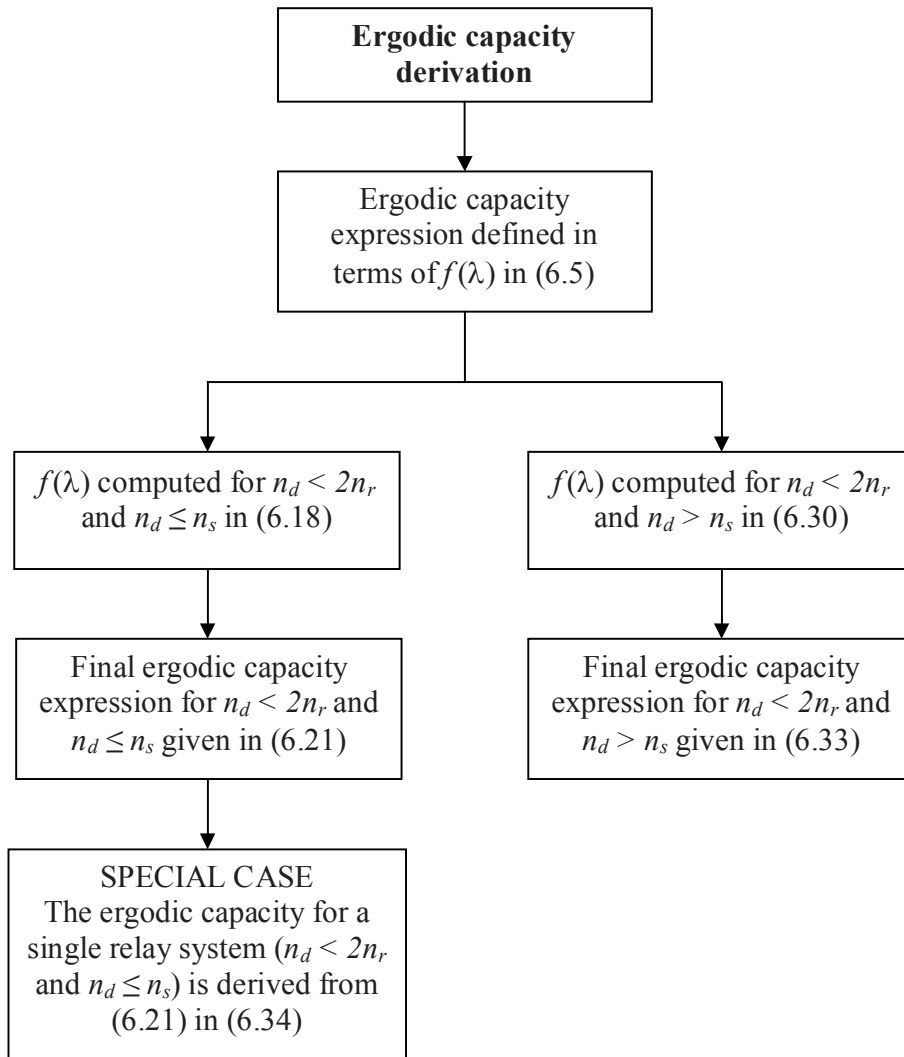 Ergodic capacity
derivation
Ergodic capacity
expression defined in
terms of f(λ) in (6.5)
f(λ) computed for n_d < 2n_r
and n_d ≤ n_s in (6.18)
f(λ) computed for n_d < 2n_r
and n_d > n_s in (6.30)
Final ergodic capacity
expression for n_d < 2n_r and
n_d ≤ n_s given in (6.21)
Final ergodic capacity
expression for n_d < 2n_r and
n_d > n_s given in (6.33)
SPECIAL CASE
The ergodic capacity for a
single relay system (n_d < 2n_r
and n_d ≤ n_s) is derived from
(6.21) in (6.34)